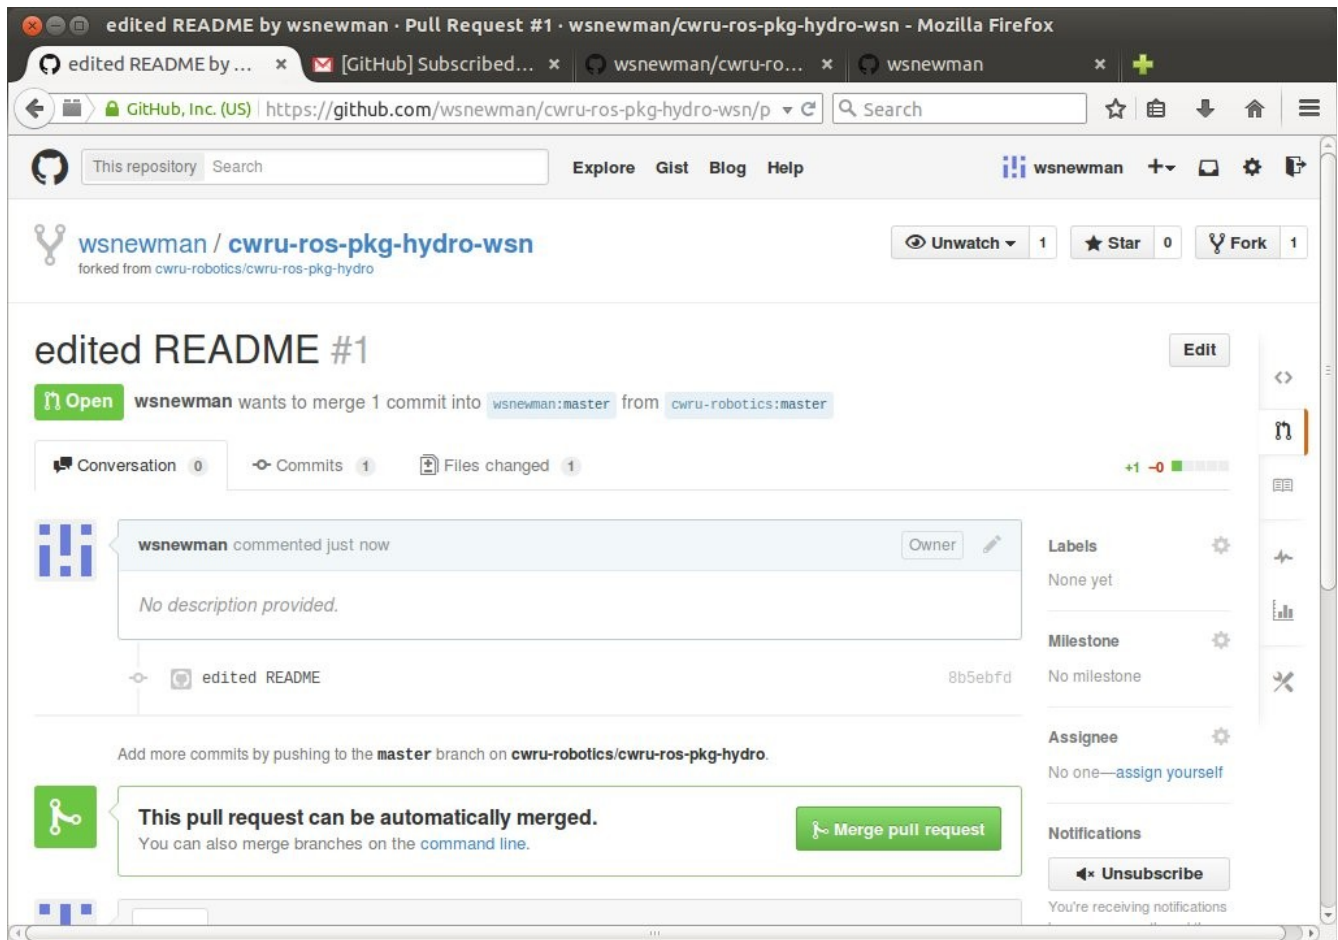 edited README by wsnewman · Pull Request #1 · wsnewman/cwru-ros-pkg-hydro-wsn - Mozilla Firefox
edited README by ... × [GitHub] Subscribed... × wsnewman/cwru-ro... × wsnewman ×
GitHub, Inc. (US) https://github.com/wsnewman/cwru-ros-pkg-hydro-wsn/p Search
This repository Search Explore Gist Blog Help wsnewman
wsnewman / cwru-ros-pkg-hydro-wsn Unwatch 1 Star 0 Fork 1
forked from cwru-robotics/cwru-ros-pkg-hydro
edited README #1 Edit
Open wsnewman wants to merge 1 commit into wsnewman:master from cwru-robotics:master
Conversation 0 Commits 1 Files changed 1 +1 −0
wsnewman commented just now Owner
No description provided.
edited README 8b5ebfd
Add more commits by pushing to the master branch on cwru-robotics/cwru-ros-pkg-hydro.
This pull request can be automatically merged.
You can also merge branches on the command line.
Merge pull request
Labels
None yet
Milestone
No milestone
Assignee
No one—assign yourself
Notifications
Unsubscribe
You're receiving notifications